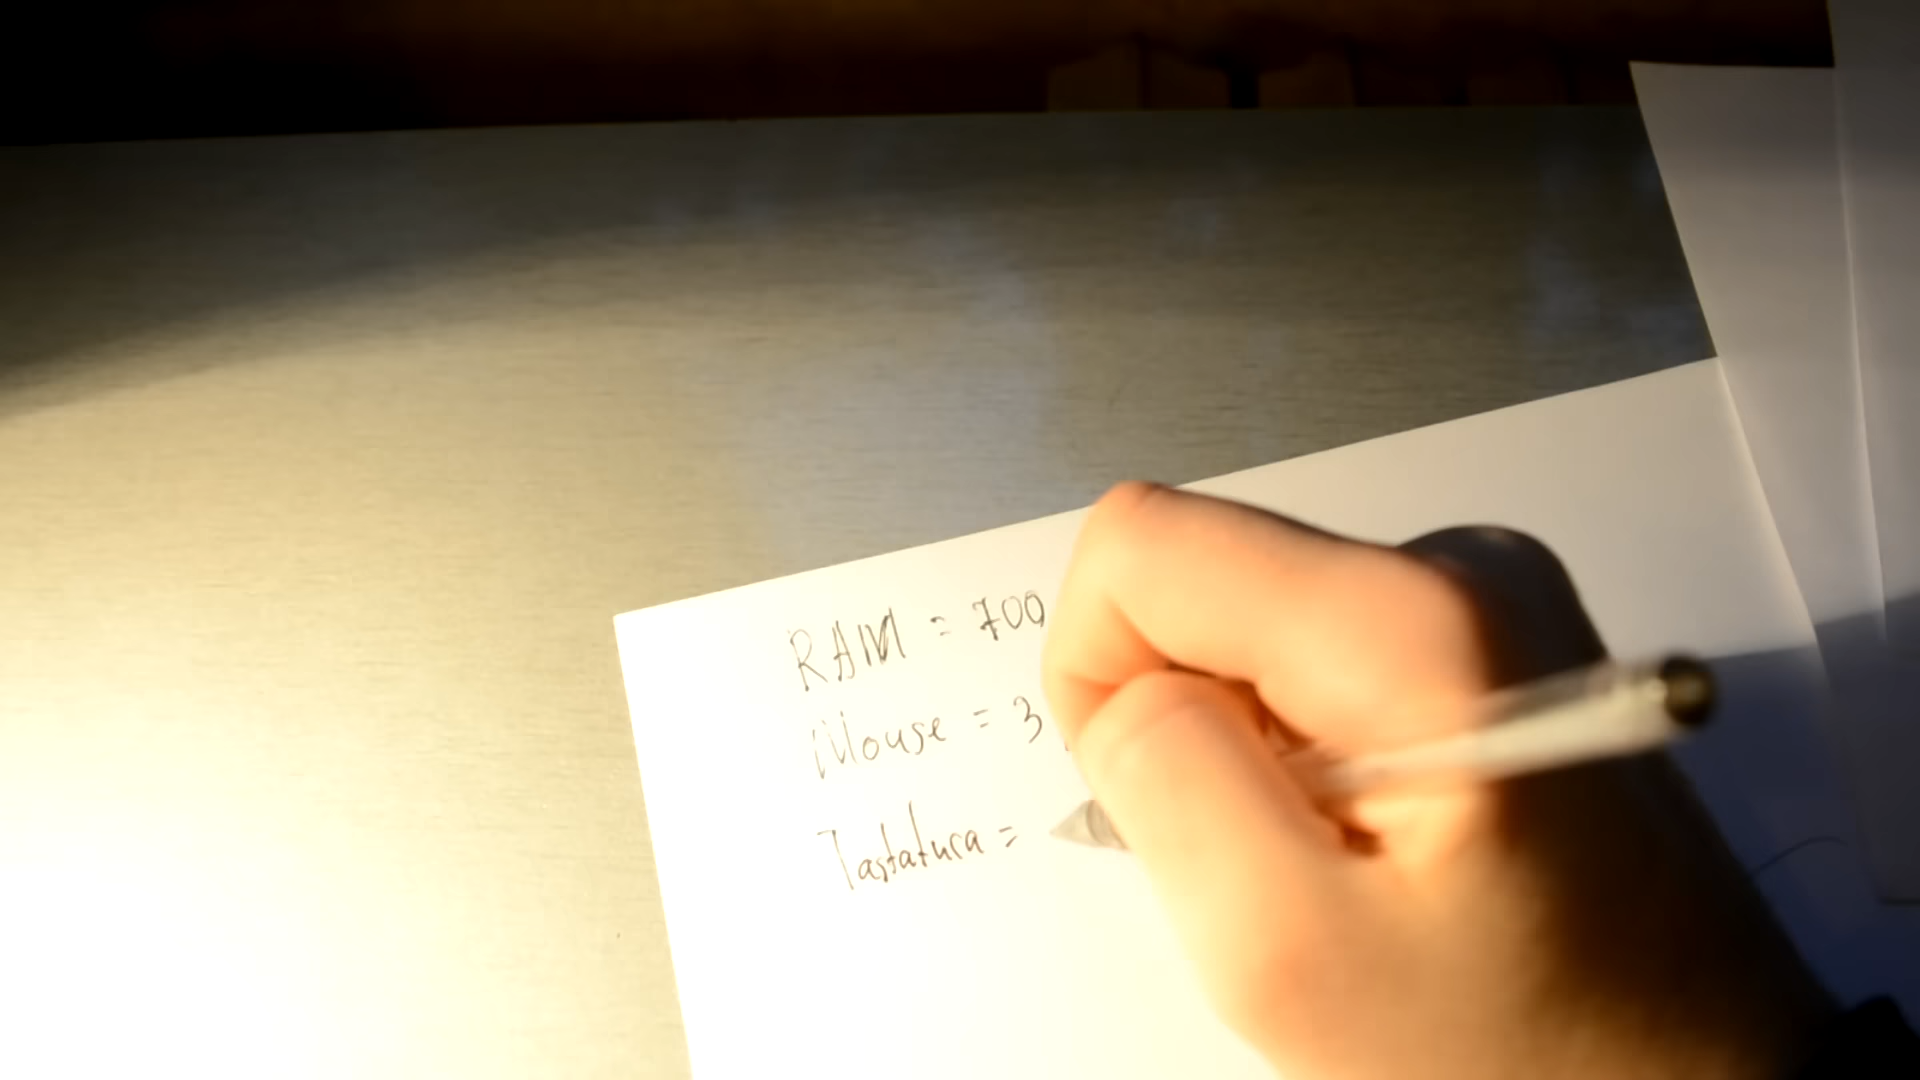 RAM = 700
Mouse = 3
Tastatura =